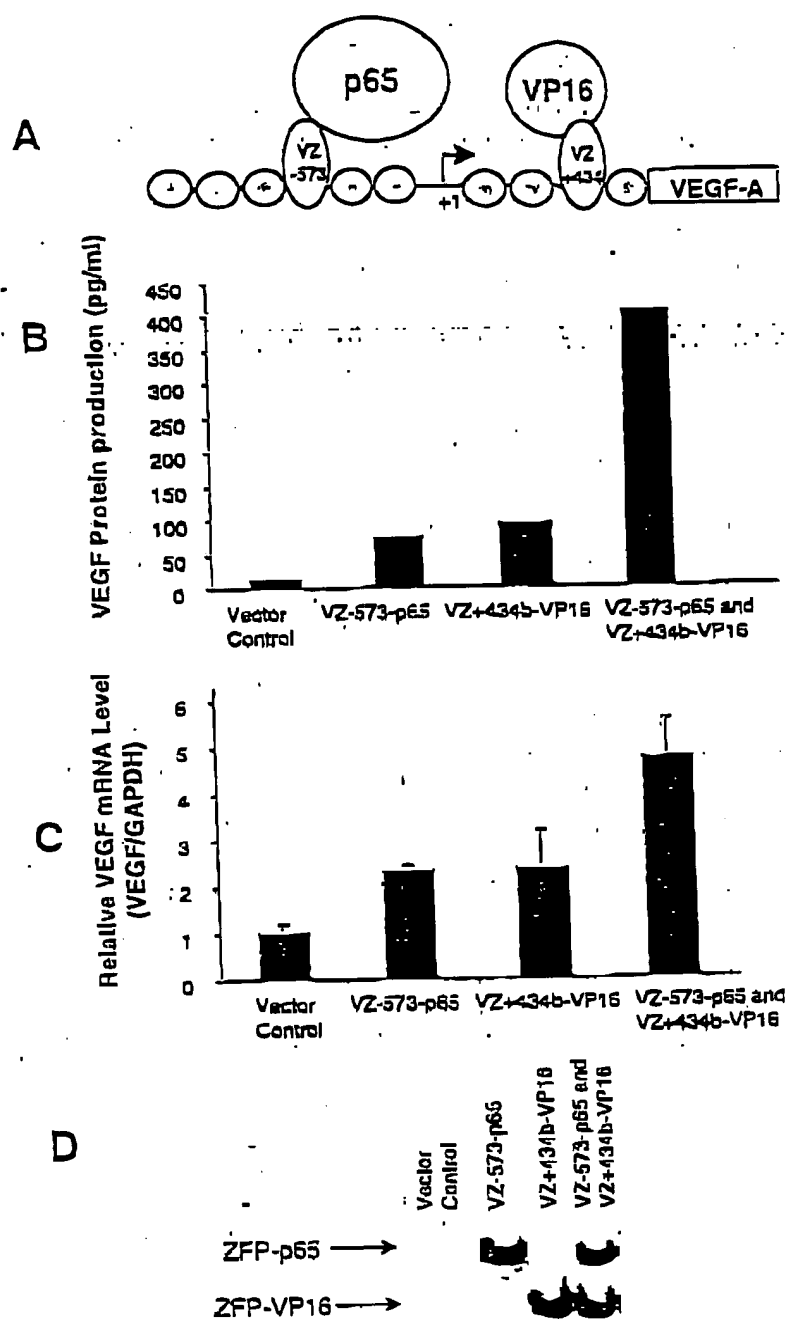 A
p65
VP16
VZ
-573
VZ
+1
VEGF-A
B
VEGF Protein production (pg/ml)
450
400
350
300
250
200
150
100
50
0
Vector
Control
VZ-573-p65
VZ+434b-VP16
VZ-573-p65 and
VZ+434b-VP16
C
Relative VEGF mRNA Level
(VEGF/GAPDH)
6
5
4
3
2
1
0
Vector
Control
VZ-573-p65
VZ+434b-VP16
VZ-573-p65 and
VZ+434b-VP16
D
Vector
Control
VZ-573-p65
VZ+434b-VP16
VZ-573-p65 and
VZ+434b-VP16
ZFP-p65
ZFP-VP16